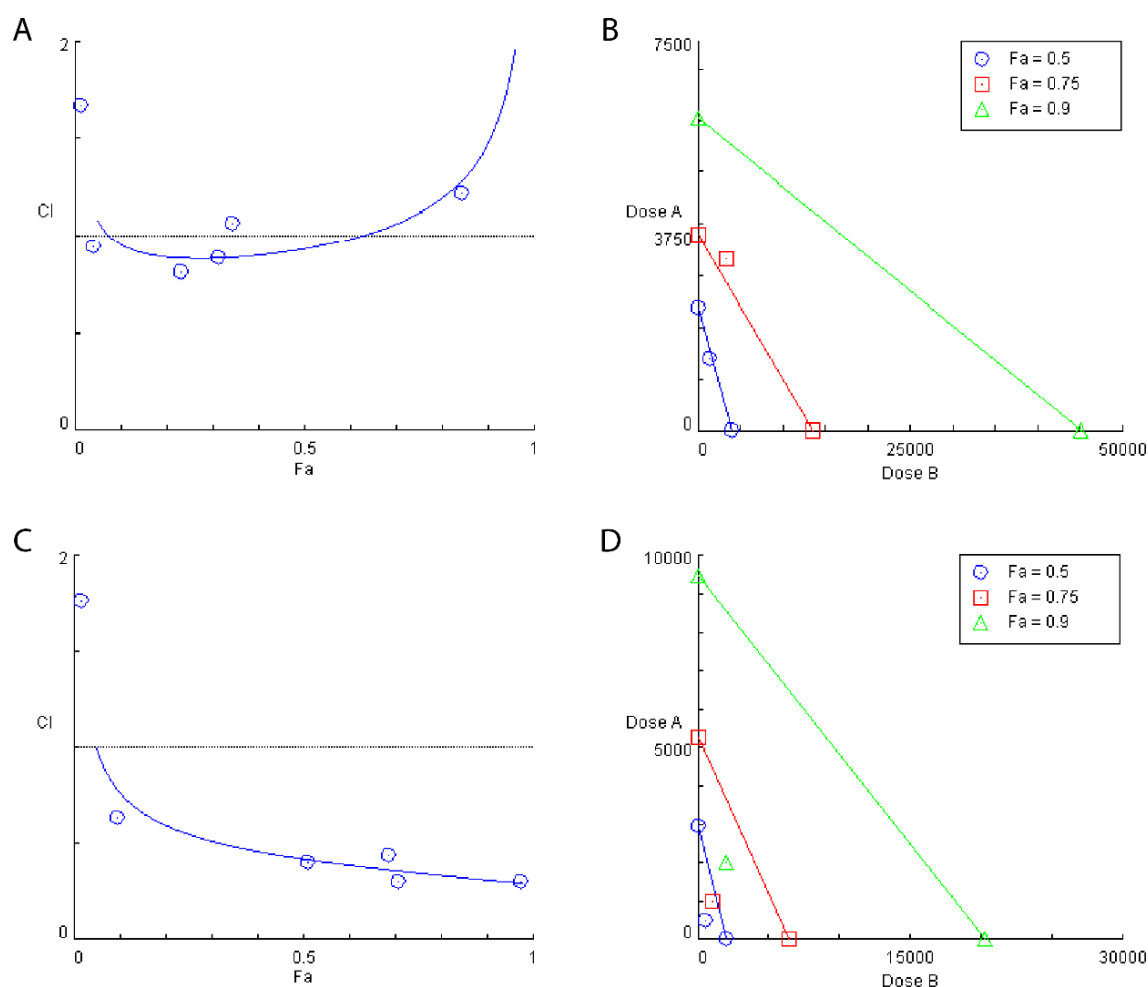 A
2
CI
0
0
0.5
1
Fa
B
7500
Dose A
3750
0
0
25000
50000
Dose B
Fa = 0.5
Fa = 0.75
Fa = 0.9
C
2
CI
0
0
0.5
1
Fa
D
10000
Dose A
5000
0
0
15000
30000
Dose B
Fa = 0.5
Fa = 0.75
Fa = 0.9